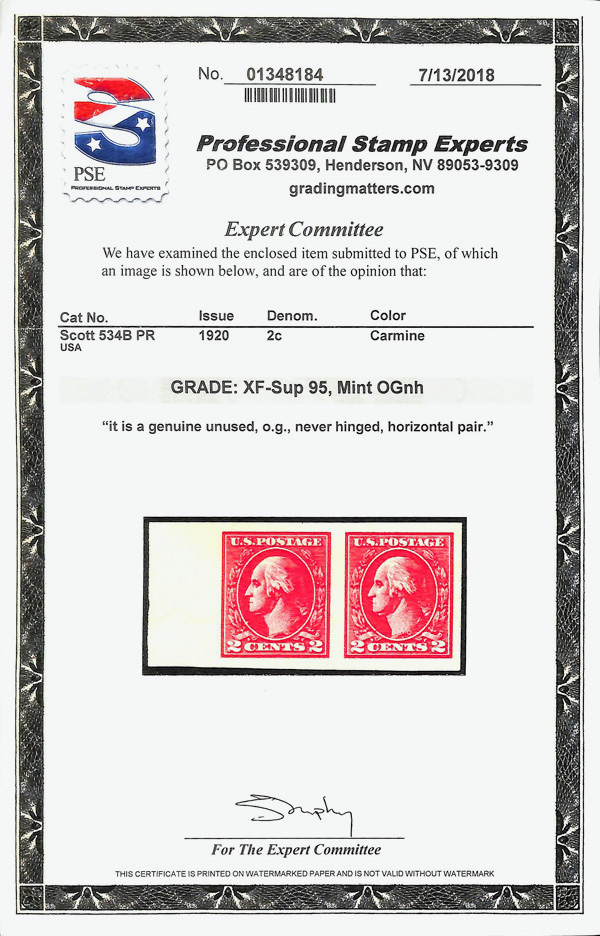 PSE
PROFESSIONAL STAMP EXPERTS
No. 01348184 7/13/2018
Professional Stamp Experts
PO Box 539309, Henderson, NV 89053-9309
gradingmatters.com
Expert Committee
We have examined the enclosed item submitted to PSE, of which
an image is shown below, and are of the opinion that:
Cat No. Issue Denom. Color
Scott 534B PR 1920 2c Carmine
USA
GRADE: XF-Sup 95, Mint OGnh
“it is a genuine unused, o.g., never hinged, horizontal pair.”
U.S. POSTAGE U.S. POSTAGE
2 CENTS 2 2 CENTS 2
For The Expert Committee
THIS CERTIFICATE IS PRINTED ON WATERMARKED PAPER AND IS NOT VALID WITHOUT WATERMARK